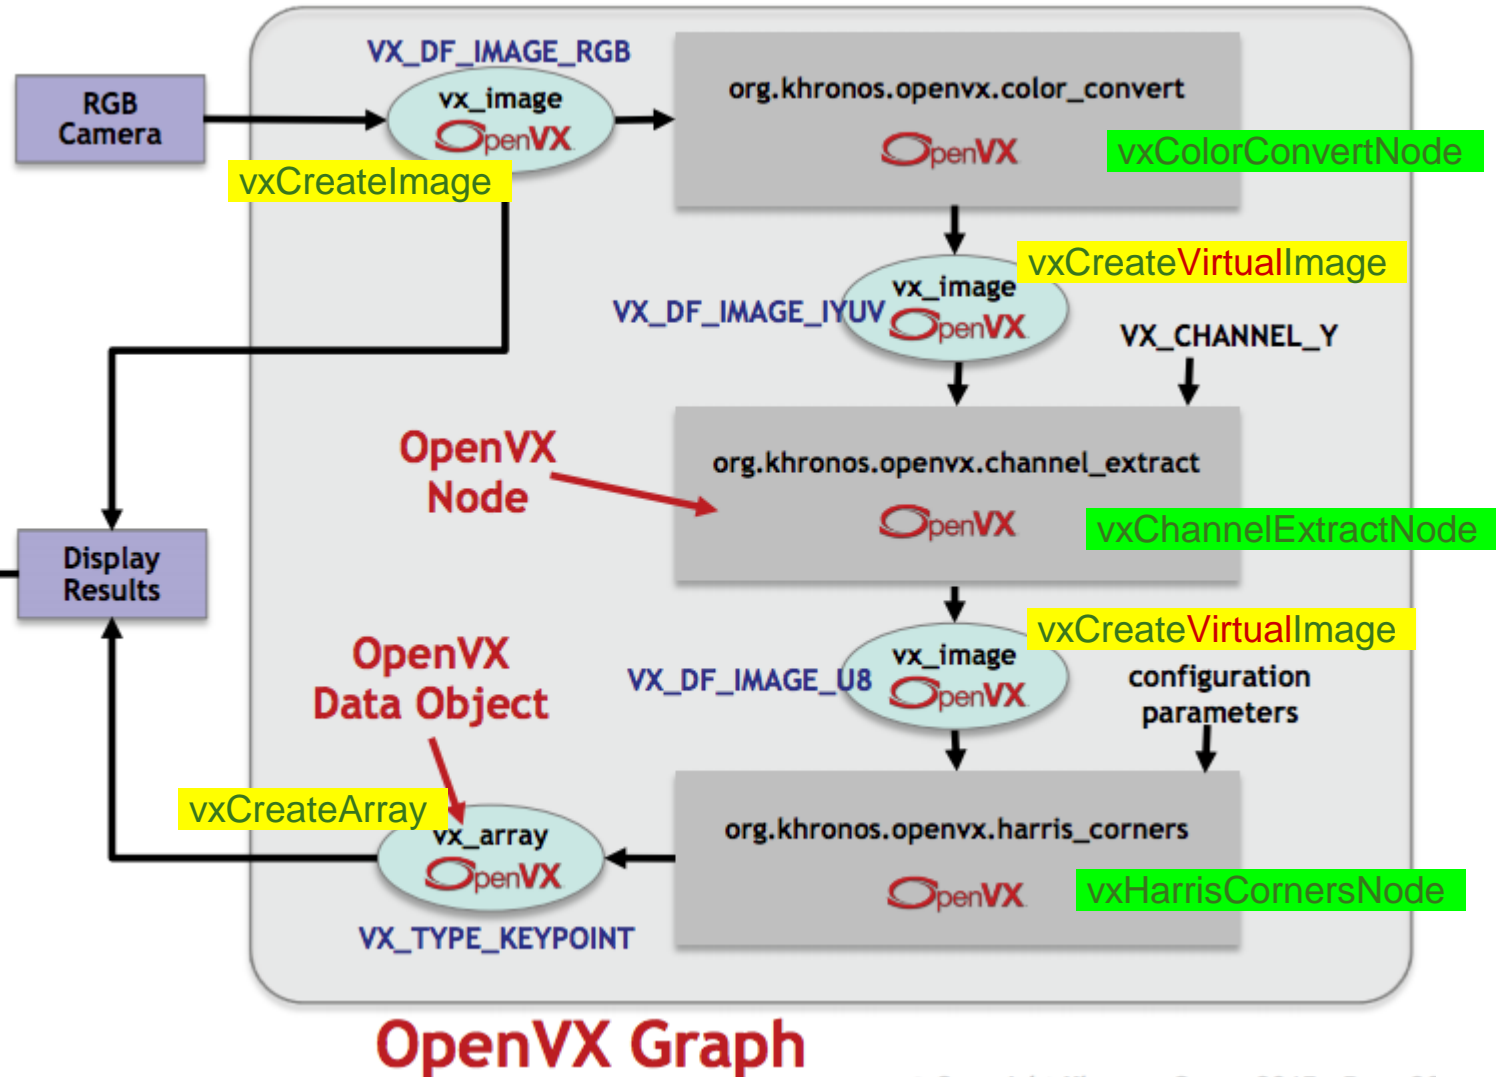 VX_DF_IMAGE_RGB
RGB
Camera
vx_image
OpenVX
vxCreateImage
org.khronos.openvx.color_convert
OpenVX
vxColorConvertNode
vxCreateVirtualImage
vx_image
OpenVX
VX_DF_IMAGE_IYUV
VX_CHANNEL_Y
OpenVX
Node
org.khronos.openvx.channel_extract
OpenVX
vxChannelExtractNode
Display
Results
vxCreateVirtualImage
vx_image
OpenVX
VX_DF_IMAGE_U8
configuration
parameters
OpenVX
Data Object
vxCreateArray
vx_array
OpenVX
VX_TYPE_KEYPOINT
org.khronos.openvx.harris_corners
OpenVX
vxHarrisCornersNode
OpenVX Graph